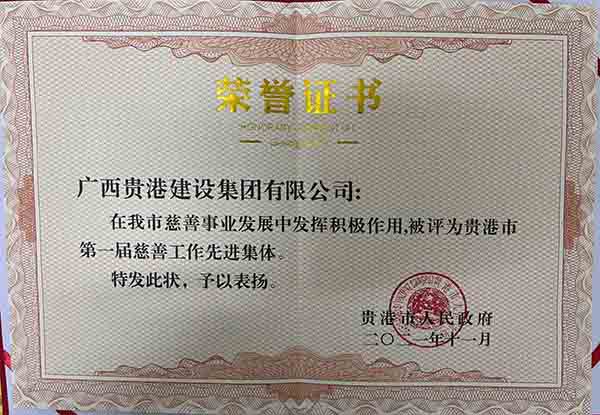 荣誉证书
广西贵港建设集团有限公司:
在我市慈善事业发展中发挥积极作用,被评为贵港市
第一届慈善工作先进集体。
特发此状，予以表扬。
贵港市人民政府
二〇二一年十一月